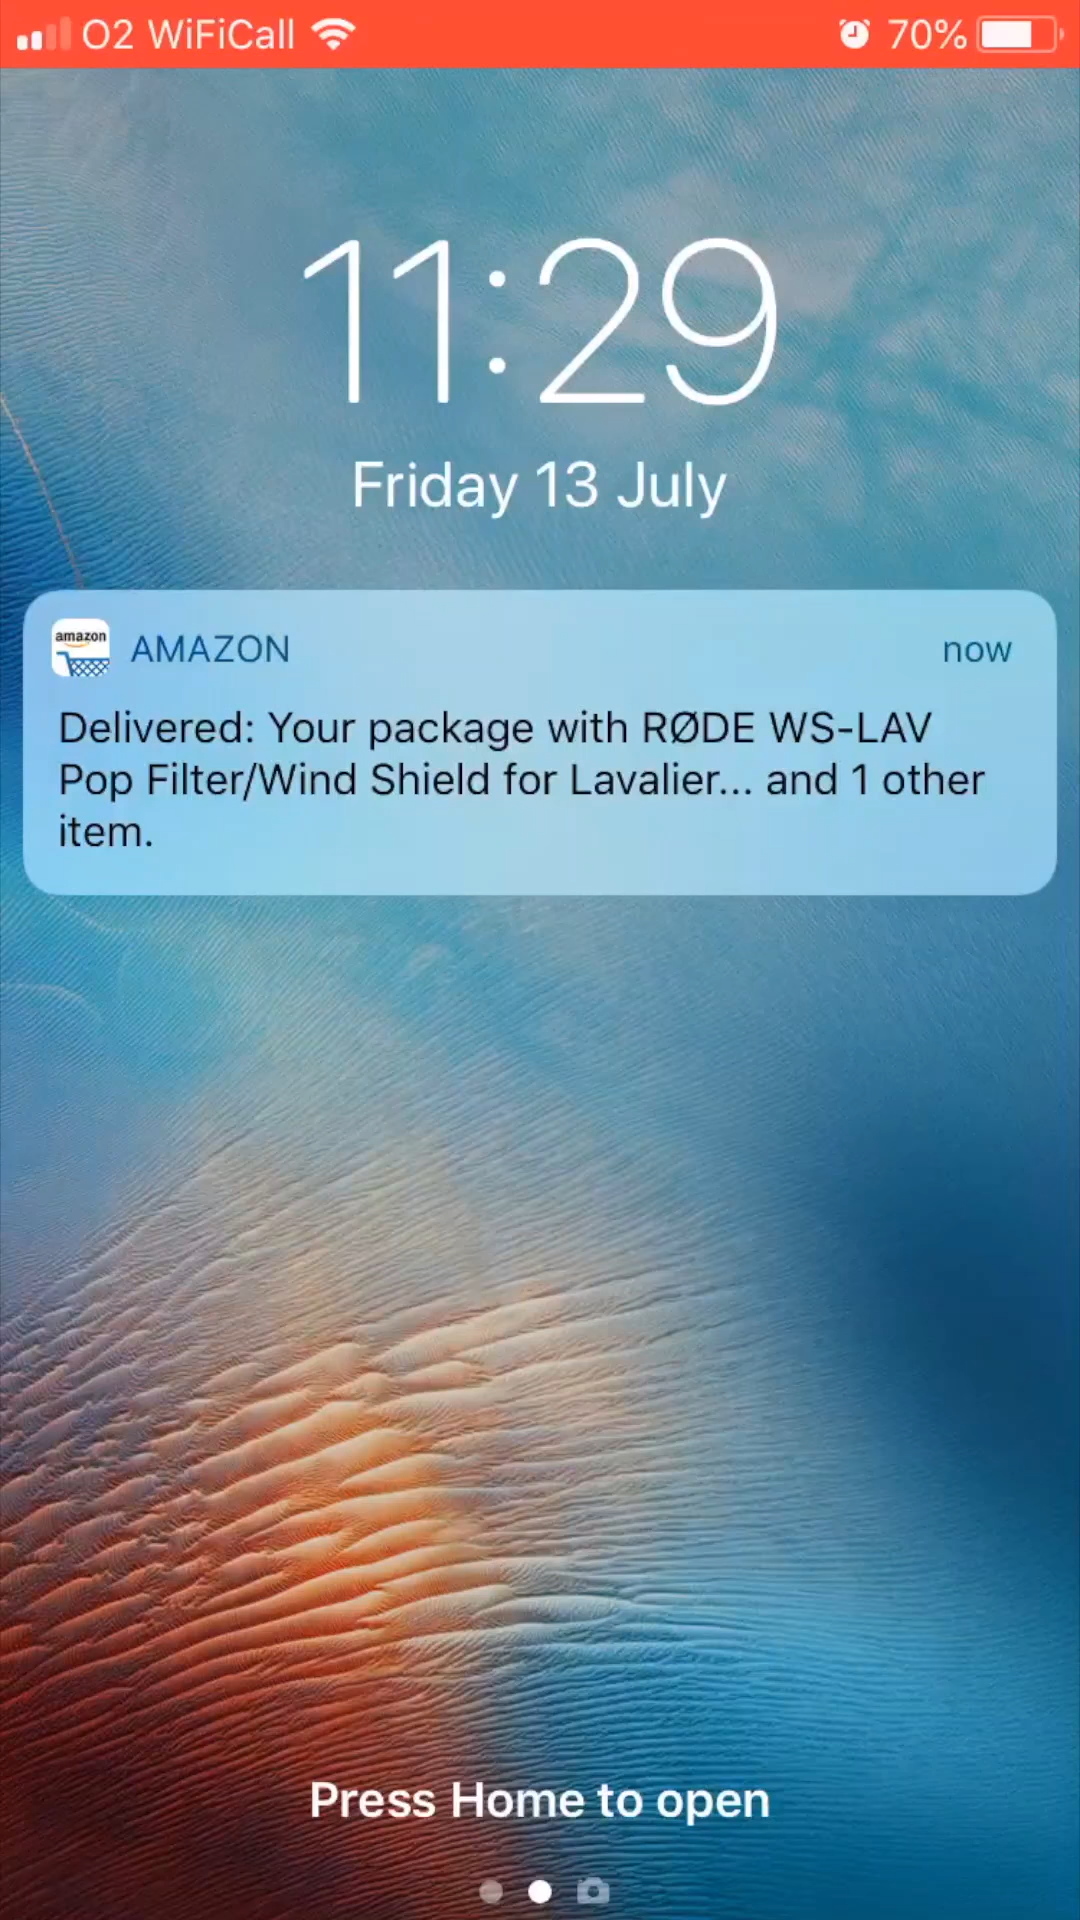 O2 WiFiCall 70%
11:29
Friday 13 July
amazon AMAZON now
Delivered: Your package with RØDE WS-LAV
Pop Filter/Wind Shield for Lavalier... and 1 other
item.
Press Home to open